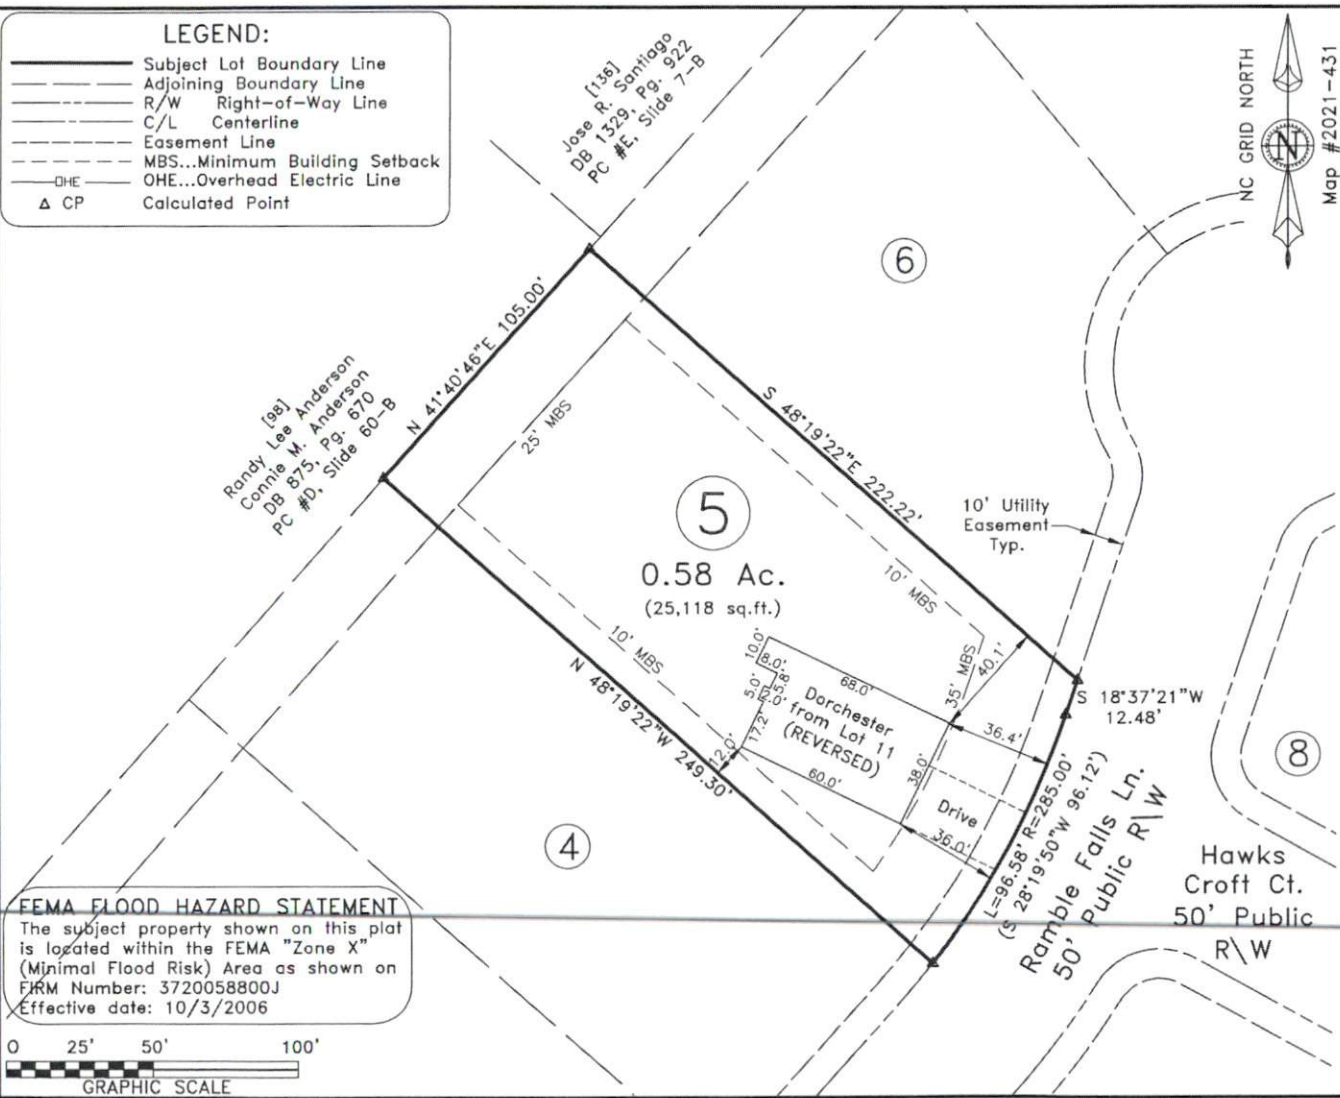 LEGEND:
Subject Lot Boundary Line
Adjoining Boundary Line
R/W Right-of-Way Line
C/L Centerline
Easement Line
MBS...Minimum Building Setback
OHE OHE...Overhead Electric Line
CP Calculated Point
[136]
Jose R. Santiago
DB 1329, Pg. 922
PC #E, Slide 7-B
NC GRID NORTH
N
Map #2021-431
6
[98]
Randy Lee Anderson
Connie M. Anderson
DB 875, Pg. 670
PC #D, Slide 60-B
N 41°40'46"E 105.00'
25' MBS
S 48°19'22"E 222.22'
5
0.58 Ac.
(25,118 sq.ft.)
10' Utility
Easement
Typ.
10' MBS
10' MBS
N 48°19'22"W 249.30'
10.0'
8.0'
5.0'
5.8'
2.0'
17.2'
12.0'
68.0'
Dorchester
from Lot 11
(REVERSED)
60.0'
38.0'
35' MBS
40.1'
36.4'
Drive
36.0'
S 18°37'21"W
12.48'
L=96.58' R=285.00'
(S 28°19'50"W 96.12')
Ramble Falls Ln.
50' Public R\W
8
Hawks
Croft Ct.
50' Public
R\W
4
FEMA FLOOD HAZARD STATEMENT
The subject property shown on this plat
is located within the FEMA "Zone X"
(Minimal Flood Risk) Area as shown on
FIRM Number: 3720058800J
Effective date: 10/3/2006
0 25' 50' 100'
GRAPHIC SCALE